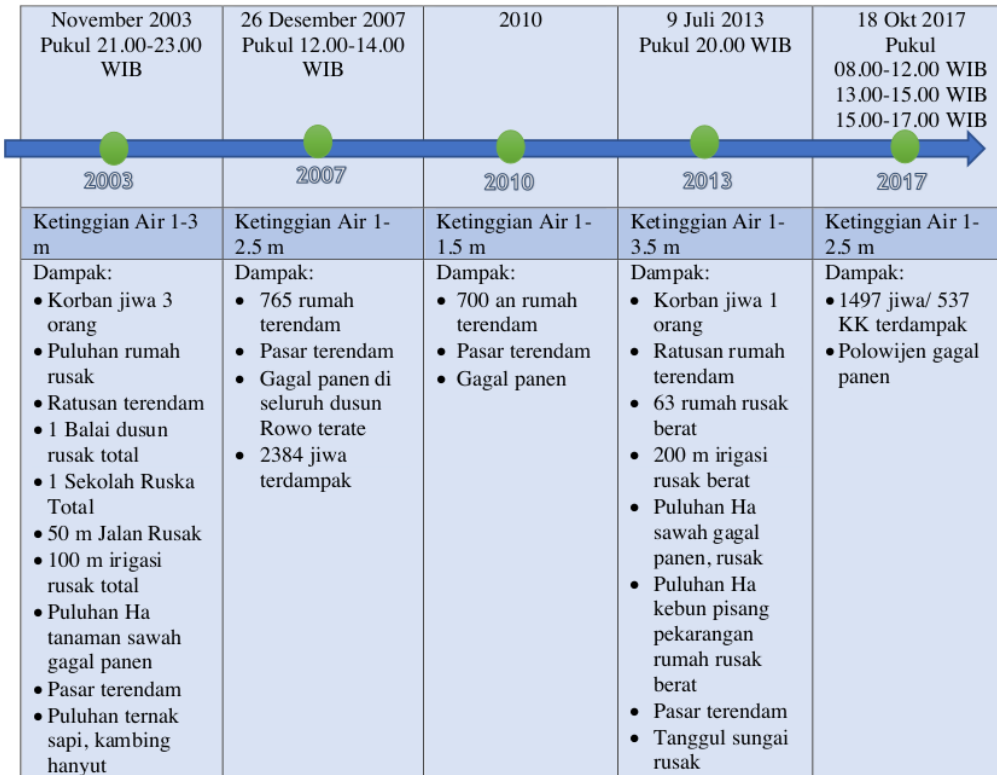 November 2003
Pukul 21.00-23.00
WIB
26 Desember 2007
Pukul 12.00-14.00
WIB
2010
9 Juli 2013
Pukul 20.00 WIB
18 Okt 2017
Pukul
08.00-12.00 WIB
13.00-15.00 WIB
15.00-17.00 WIB
2003
2007
2010
2013
2017
Ketinggian Air 1-3
m
Ketinggian Air 1-
2.5 m
Ketinggian Air 1-
1.5 m
Ketinggian Air 1-
3.5 m
Ketinggian Air 1-
2.5 m
Dampak:
• Korban jiwa 3
orang
• Puluhan rumah
rusak
• Ratusan terendam
• 1 Balai dusun
rusak total
• 1 Sekolah Ruska
Total
• 50 m Jalan Rusak
• 100 m irigasi
rusak total
• Puluhan Ha
tanaman sawah
gagal panen
• Pasar terendam
• Puluhan ternak
sapi, kambing
hanyut
Dampak:
• 765 rumah
terendam
• Pasar terendam
• Gagal panen di
seluruh dusun
Rowo terate
• 2384 jiwa
terdampak
Dampak:
• 700 an rumah
terendam
• Pasar terendam
• Gagal panen
Dampak:
• Korban jiwa 1
orang
• Ratusan rumah
terendam
• 63 rumah rusak
berat
• 200 m irigasi
rusak berat
• Puluhan Ha
sawah gagal
panen, rusak
• Puluhan Ha
kebun pisang
pekarangan
rumah rusak
berat
• Pasar terendam
• Tanggul sungai
rusak
Dampak:
• 1497 jiwa/ 537
KK terdampak
• Polowijen gagal
panen